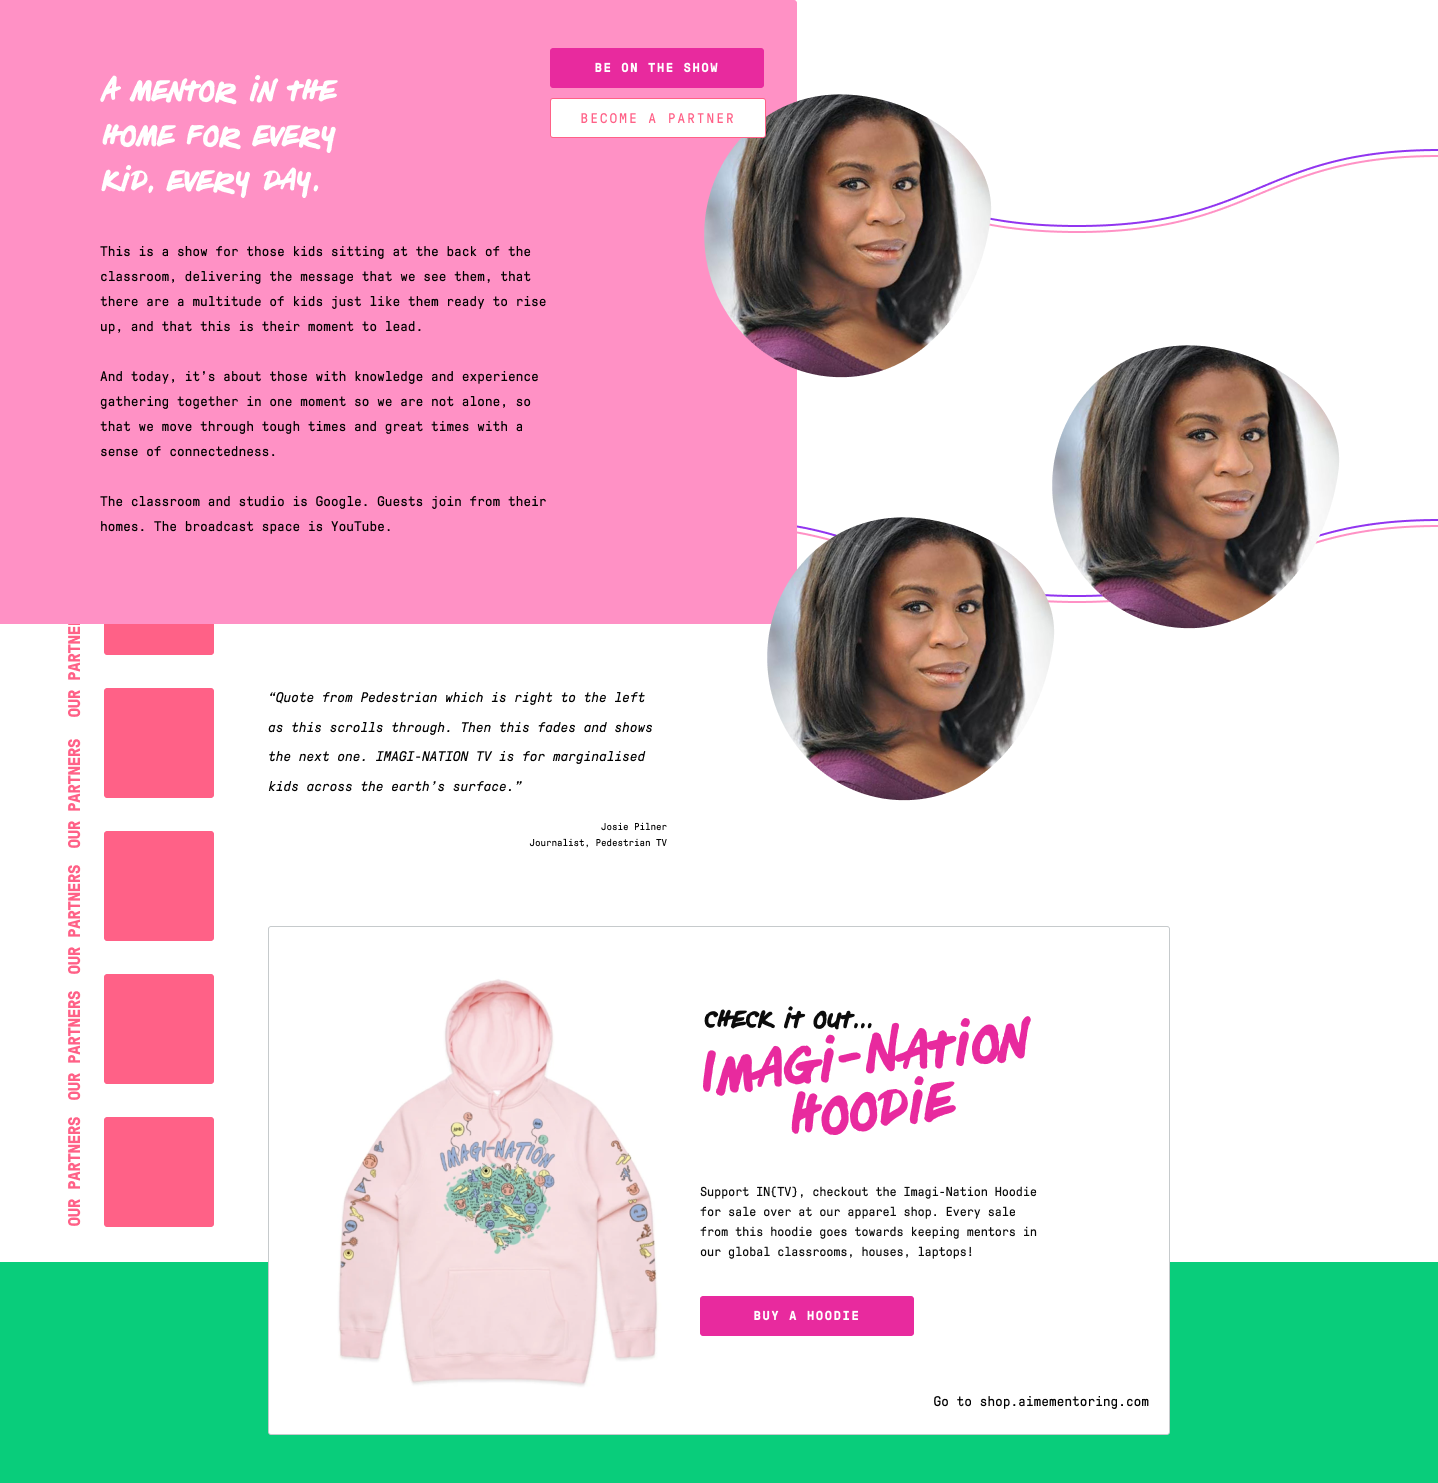 A MENTOR IN THE
HOME FOR EVERY
KID, EVERY DAY.
BE ON THE SHOW
BECOME A PARTNER
This is a show for those kids sitting at the back of the
classroom, delivering the message that we see them, that
there are a multitude of kids just like them ready to rise
up, and that this is their moment to lead.
And today, it's about those with knowledge and experience
gathering together in one moment so we are not alone, so
that we move through tough times and great times with a
sense of connectedness.
The classroom and studio is Google. Guests join from their
homes. The broadcast space is YouTube.
OUR PARTNE
OUR PARTNERS
OUR PARTNERS
OUR PARTNERS
OUR PARTNERS
“Quote from Pedestrian which is right to the left
as this scrolls through. Then this fades and shows
the next one. IMAGI-NATION TV is for marginalised
kids across the earth’s surface.”
Josie Pilner
Journalist, Pedestrian TV
IMAGI-NATION
CHECK IT OUT...
IMAGI-NATION
HOODIE
Support IN{TV}, checkout the Imagi-Nation Hoodie
for sale over at our apparel shop. Every sale
from this hoodie goes towards keeping mentors in
our global classrooms, houses, laptops!
BUY A HOODIE
Go to shop.aimementoring.com